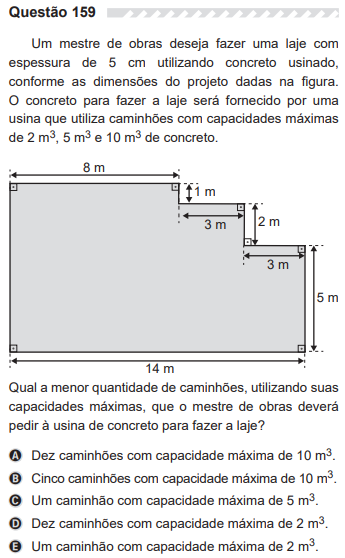 Questão 159
Um mestre de obras deseja fazer uma laje com
espessura de 5 cm utilizando concreto usinado,
conforme as dimensões do projeto dadas na figura.
O concreto para fazer a laje será fornecido por uma
usina que utiliza caminhões com capacidades máximas
de 2 m³, 5 m³ e 10 m³ de concreto.
8 m
1 m
3 m
2 m
3 m
5 m
14 m
Qual a menor quantidade de caminhões, utilizando suas
capacidades máximas, que o mestre de obras deverá
pedir à usina de concreto para fazer a laje?
A Dez caminhões com capacidade máxima de 10 m³.
B Cinco caminhões com capacidade máxima de 10 m³.
C Um caminhão com capacidade máxima de 5 m³.
D Dez caminhões com capacidade máxima de 2 m³.
E Um caminhão com capacidade máxima de 2 m³.